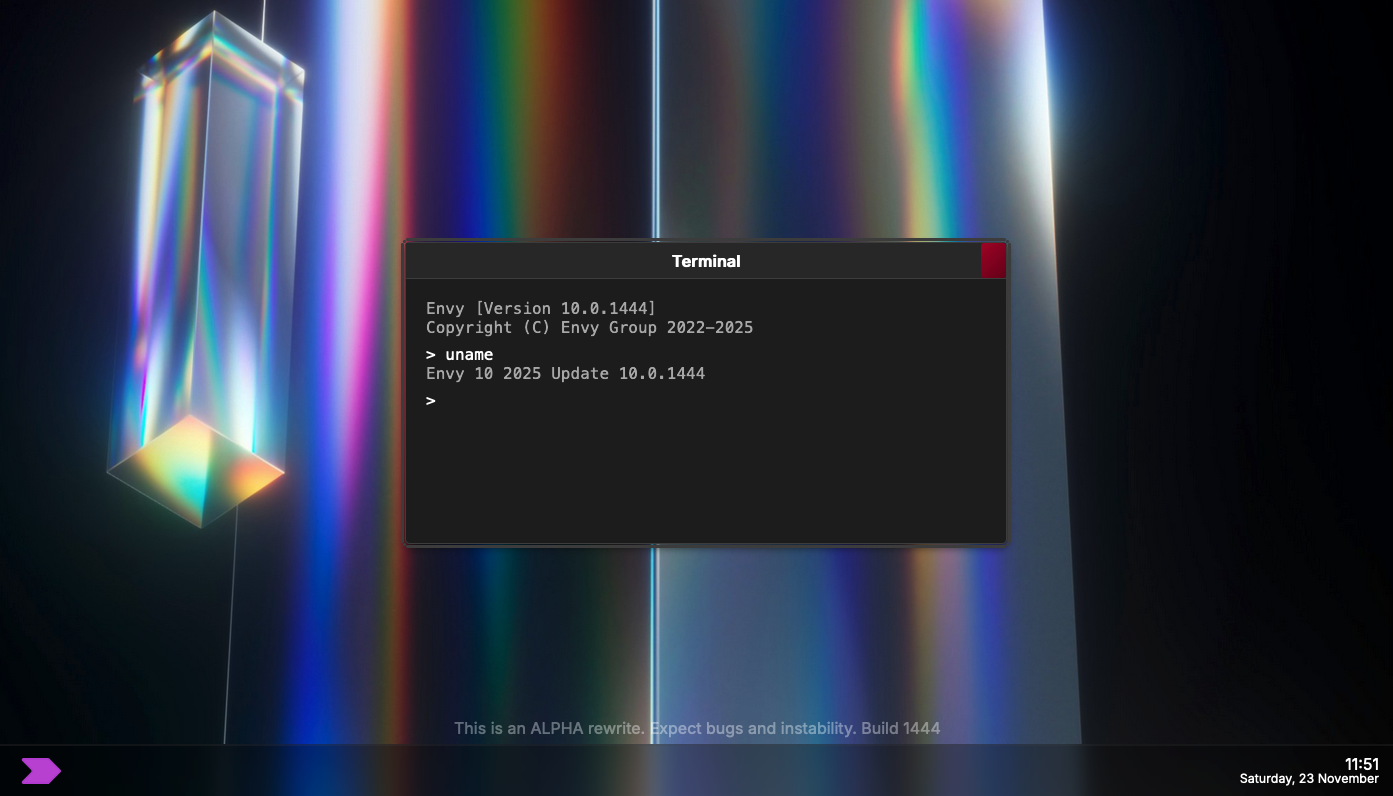 Terminal
Envy [Version 10.0.1444]
Copyright (C) Envy Group 2022-2025
> uname
Envy 10 2025 Update 10.0.1444
>
This is an ALPHA rewrite. Expect bugs and instability. Build 1444
11:51
Saturday, 23 November